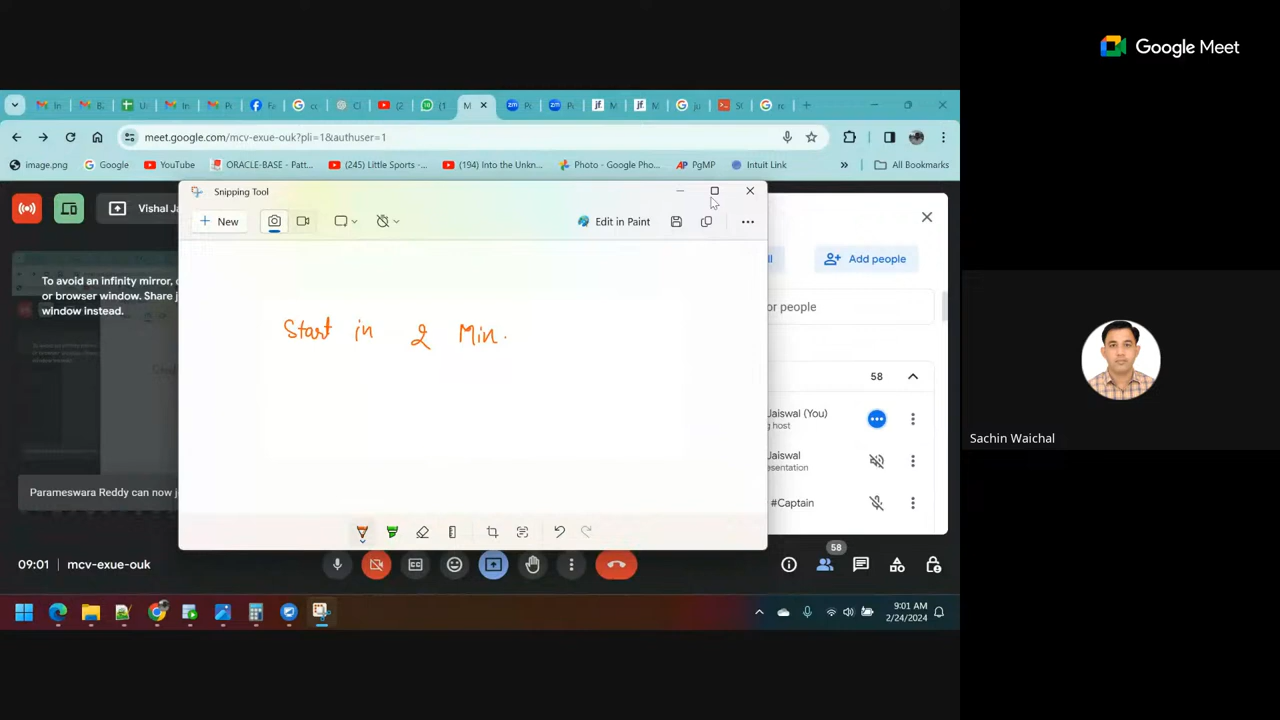 Google Meet
meet.google.com/mcv-exue-ouk?pli=1&authuser=1
image.png Google YouTube ORACLE-BASE - Patt... (245) Little Sports -... (194) Into the Unkn... Photo - Google Pho... PgMP Intuit Link » All Bookmarks
Snipping Tool
Vishal Ja
+ New Edit in Paint
To avoid an infinity mirror,
or browser window. Share
window instead.
Add people
or people
Start in 2 Min.
58
Jaiswal (You)
host
Jaiswal
esentation
#Captain
Parameswara Reddy can now j
Sachin Waichal
58
09:01 mcv-exue-ouk
9:01 AM
2/24/2024